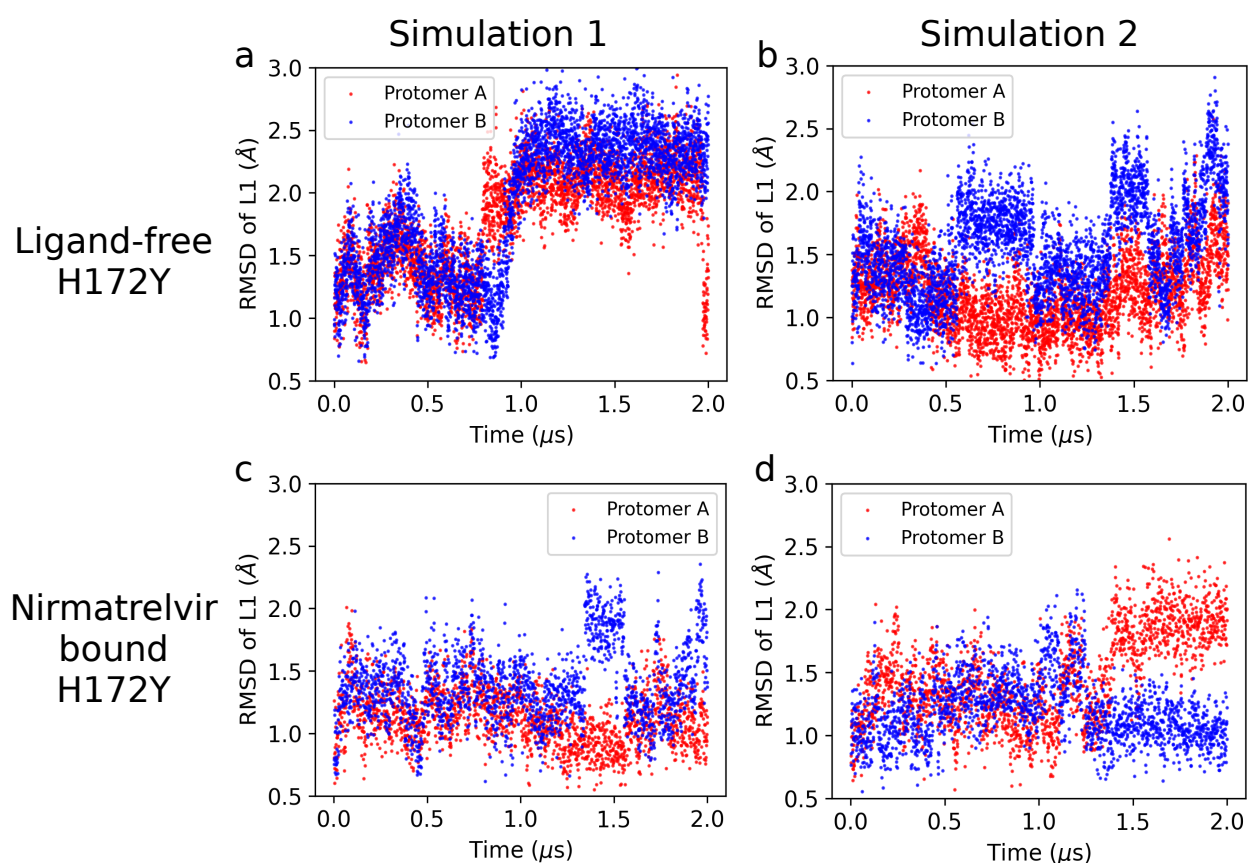 Simulation 1
Simulation 2
Ligand-free
H172Y
Nirmatrelvir
bound
H172Y
a
Protomer A
Protomer B
RMSD of L1 (Å)
3.0
2.5
2.0
1.5
1.0
0.5
0.0
0.5
1.0
1.5
2.0
Time (μs)
b
Protomer A
Protomer B
RMSD of L1 (Å)
3.0
2.5
2.0
1.5
1.0
0.5
0.0
0.5
1.0
1.5
2.0
Time (μs)
c
Protomer A
Protomer B
RMSD of L1 (Å)
3.0
2.5
2.0
1.5
1.0
0.5
0.0
0.5
1.0
1.5
2.0
Time (μs)
d
Protomer A
Protomer B
RMSD of L1 (Å)
3.0
2.5
2.0
1.5
1.0
0.5
0.0
0.5
1.0
1.5
2.0
Time (μs)